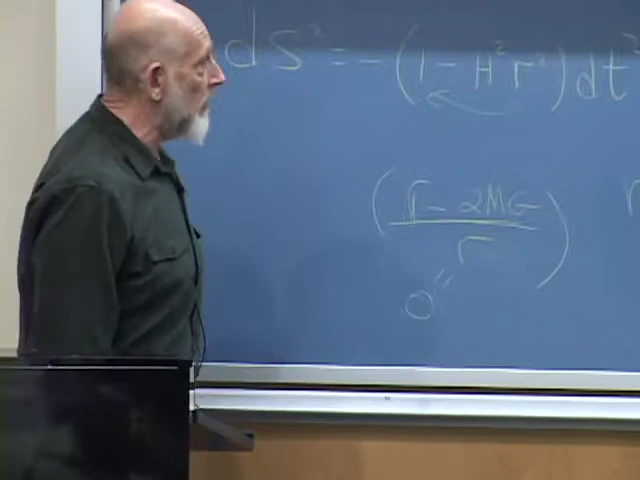 dS² = -(1 - H²r²)dt²
(r - 2MG / r)
0"